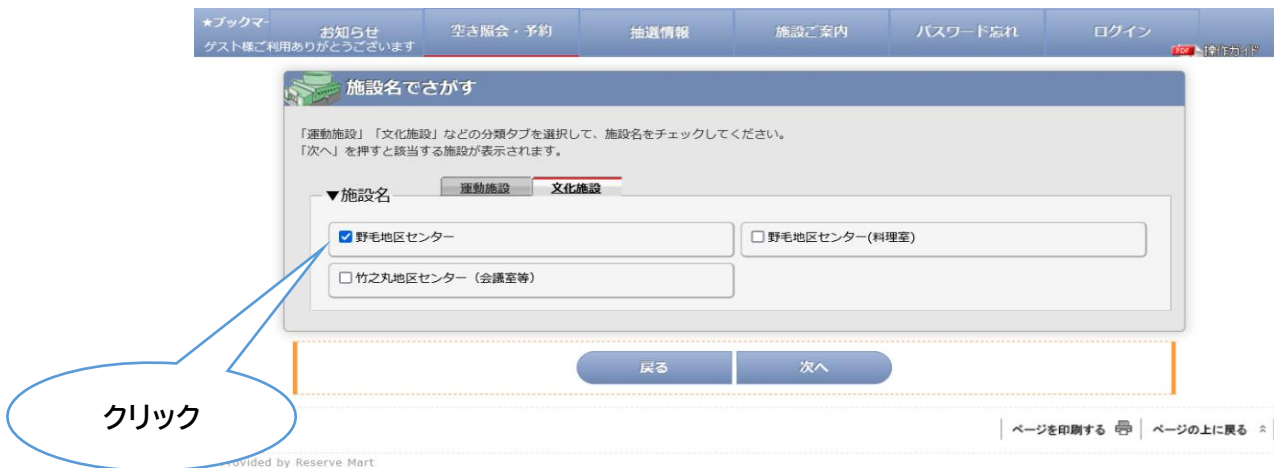 ★ブックマー
お知らせ
空き照会・予約
抽選情報
施設ご案内
パスワード忘れ
ログイン
ゲスト様ご利用ありがとうございます
PDF 操作ガイド
施設名でさがす
「運動施設」「文化施設」などの分類タブを選択して、施設名をチェックしてください。
「次へ」を押すと該当する施設が表示されます。
▼施設名
運動施設
文化施設
野毛地区センター
野毛地区センター(料理室)
竹之丸地区センター（会議室等）
戻る
次へ
クリック
ページを印刷する
ページの上に戻る
Provided by Reserve Mart